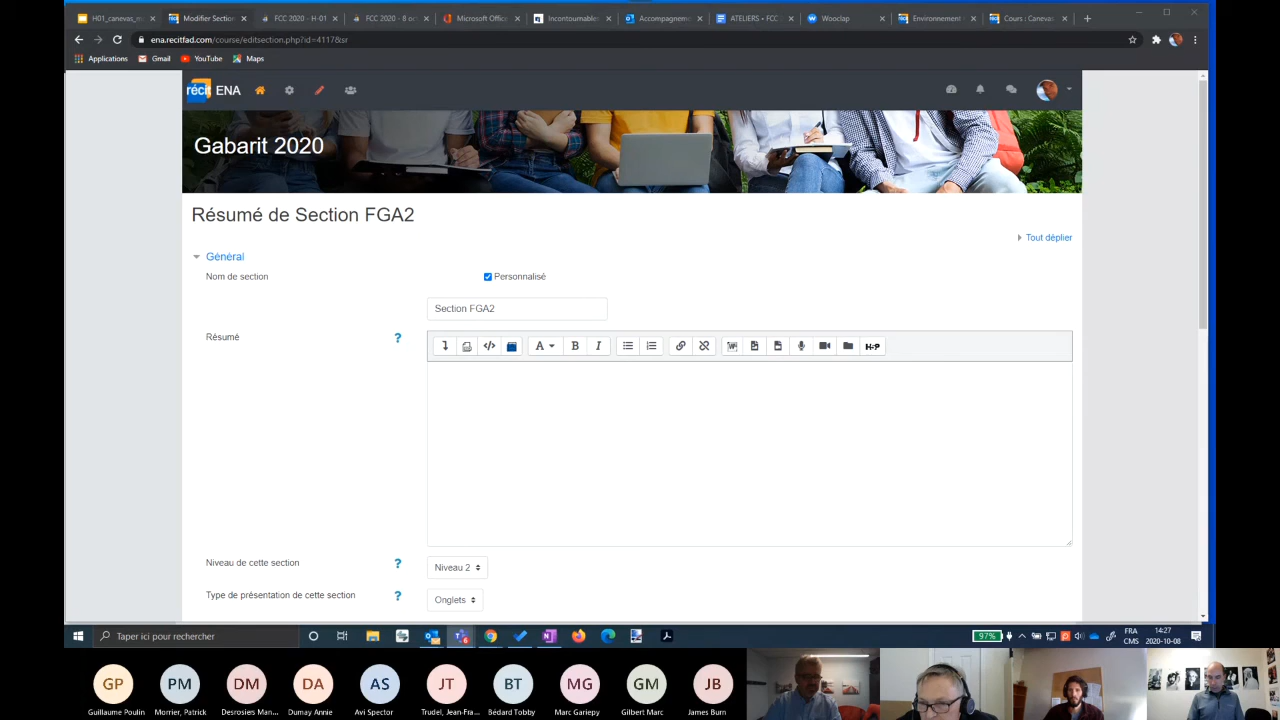 H01_canevas_m
Modifier Section
FCC 2020 - H-01
FCC 2020 - 8 oct
Microsoft Office
Incontournables
Accompagneme
ATELIERS • FCC
Wooclap
Environnement
Cours : Canevas
ena.recitfad.com/course/editsection.php?id=4117&sr
Applications
Gmail
YouTube
Maps
récit ENA
Gabarit 2020
Résumé de Section FGA2
Tout déplier
Général
Nom de section
Personnalisé
Section FGA2
Résumé
?
A B I
H5P
Niveau de cette section
?
Niveau 2
Type de présentation de cette section
?
Onglets
Taper ici pour rechercher
97%
FRA
CMS
14:27
2020-10-08
GP PM DM DA AS JT BT MG GM JB
Guillaume Poulin
Morrier, Patrick
Desrosiers Man...
Dumay Annie
Avi Spector
Trudel, Jean-Fra...
Bédard Tobby
Marc Gariepy
Gilbert Marc
James Burn